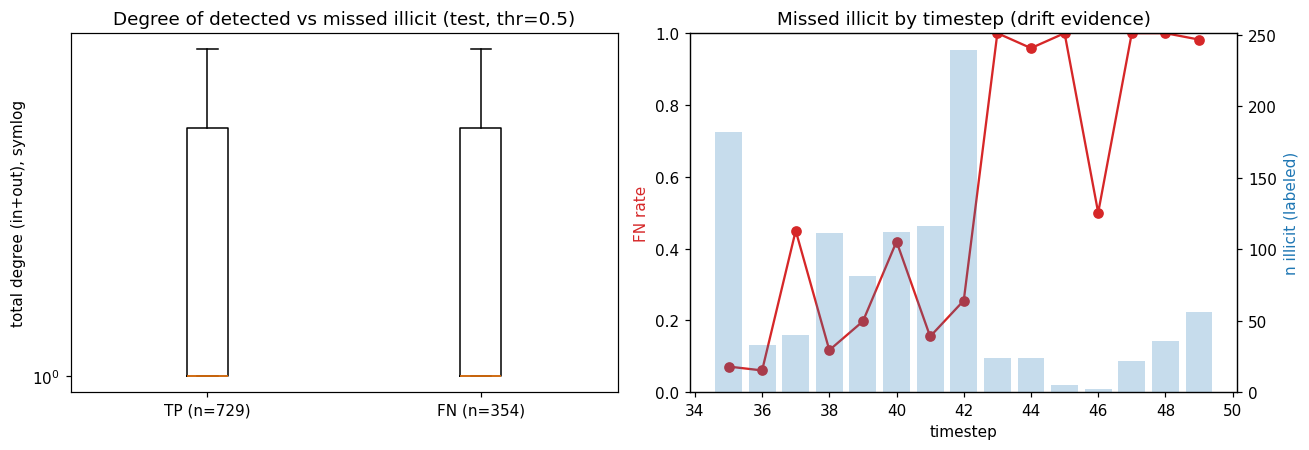 Degree of detected vs missed illicit (test, thr=0.5)
total degree (in+out), symlog
10⁰
TP (n=729)
FN (n=354)
Missed illicit by timestep (drift evidence)
FN rate
1.0
0.8
0.6
0.4
0.2
0.0
250
200
150
100
50
0
n illicit (labeled)
34 36 38 40 42 44 46 48 50
timestep